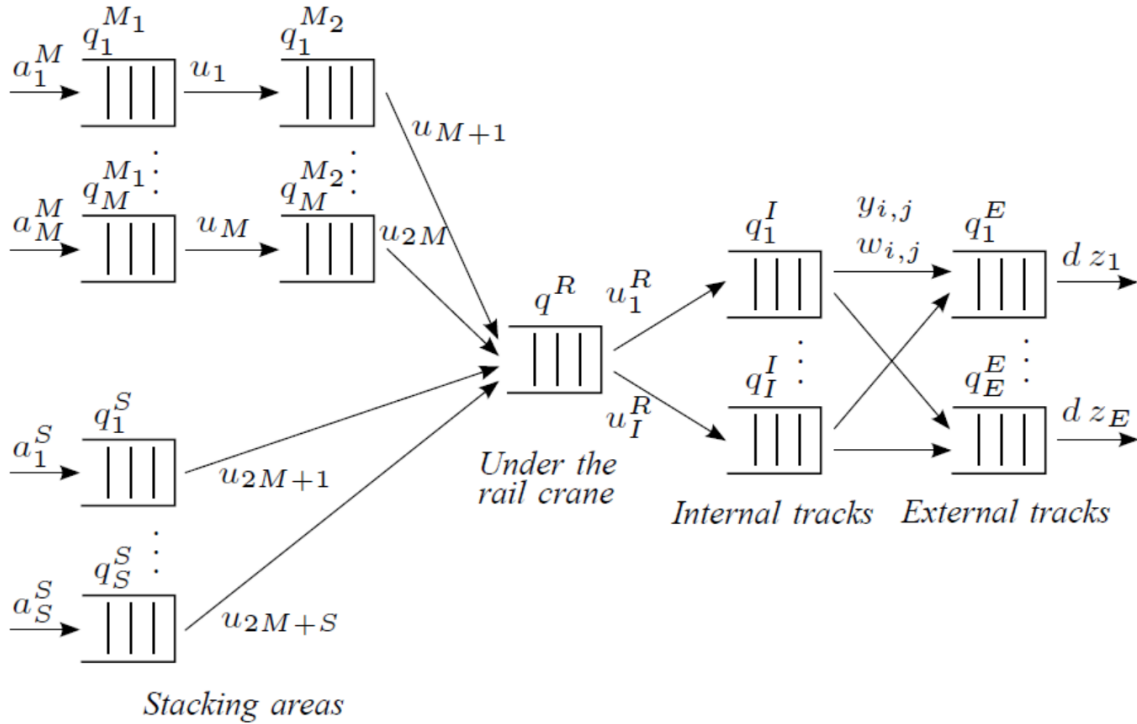 q_1^{M_1} q_1^{M_2}
a_1^M u_1
u_{M+1}
q_M^{M_1} q_M^{M_2}
a_M^M u_M u_{2M}
q_1^I y_{i,j} q_1^E
w_{i,j} d z_1
q^R u_1^R
q_I^I q_E^E
q_1^S u_I^R d z_E
a_1^S u_{2M+1} Under the
rail crane
Internal tracks External tracks
q_S^S
a_S^S u_{2M+S}
Stacking areas